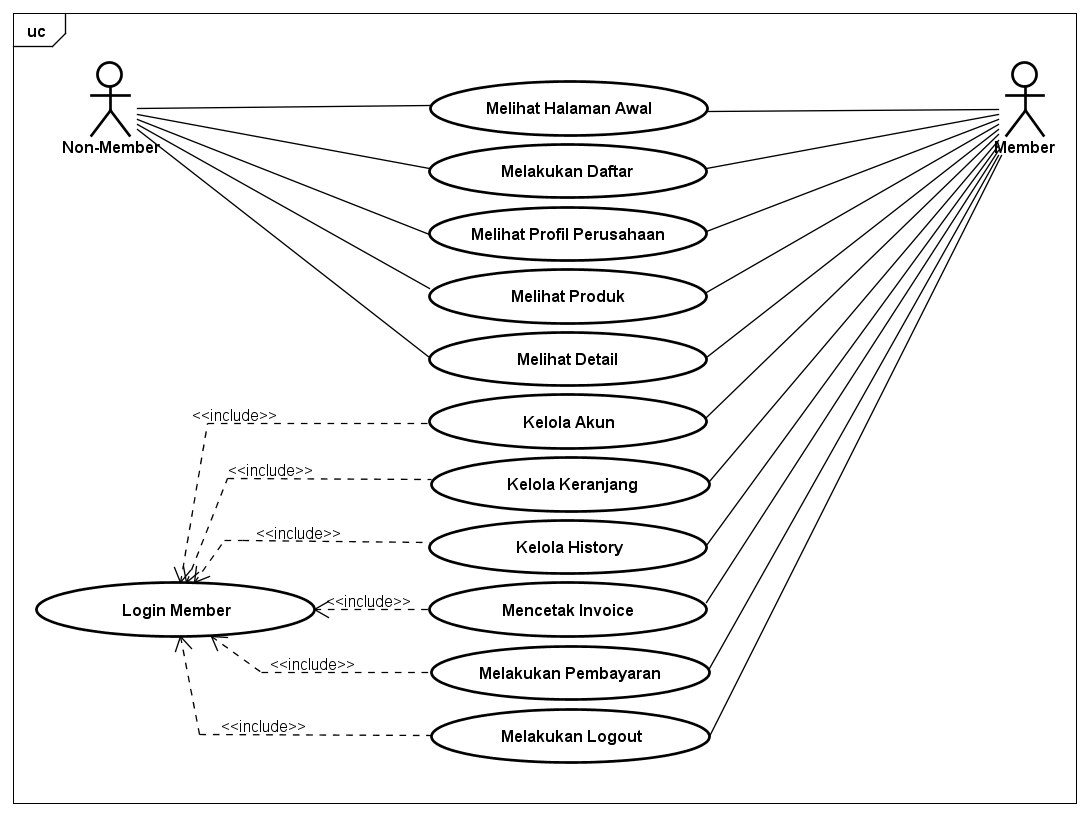 uc
Non-Member
Member
Melihat Halaman Awal
Melakukan Daftar
Melihat Profil Perusahaan
Melihat Produk
Melihat Detail
<<include>>
Kelola Akun
<<include>>
Kelola Keranjang
<<include>>
Kelola History
Login Member
<<include>>
Mencetak Invoice
<<include>>
Melakukan Pembayaran
<<include>>
Melakukan Logout